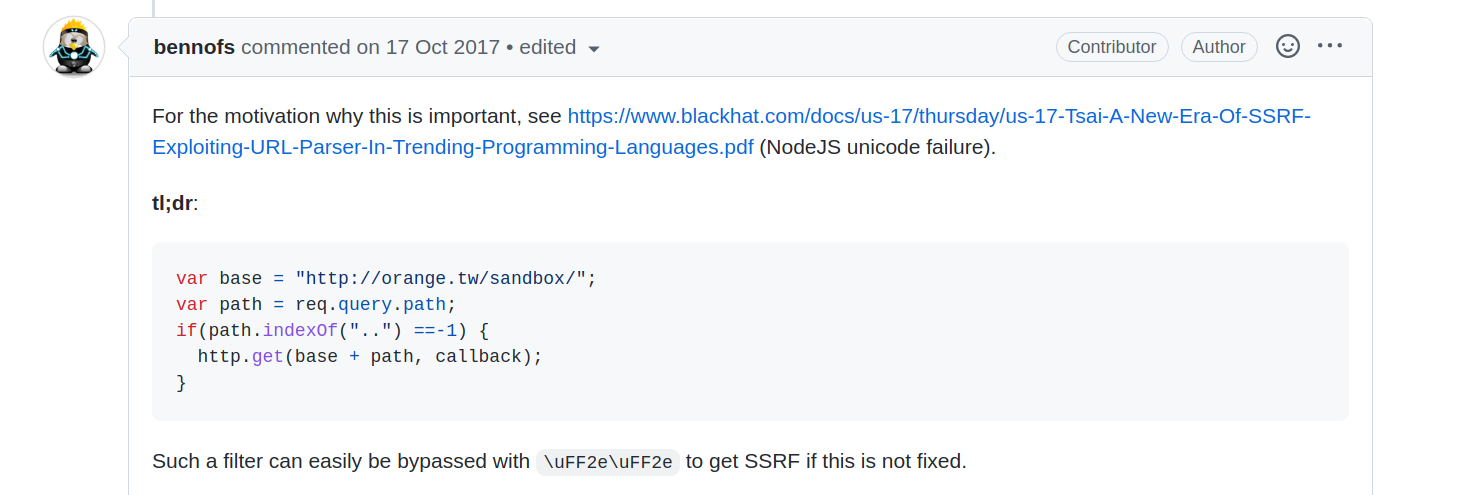 bennofs commented on 17 Oct 2017 • edited Contributor Author
For the motivation why this is important, see https://www.blackhat.com/docs/us-17/thursday/us-17-Tsai-A-New-Era-Of-SSRF-
Exploiting-URL-Parser-In-Trending-Programming-Languages.pdf (NodeJS unicode failure).
tl;dr:
var base = "http://orange.tw/sandbox/";
var path = req.query.path;
if(path.indexOf("..") ==-1) {
  http.get(base + path, callback);
}
Such a filter can easily be bypassed with \uFF2e\uFF2e to get SSRF if this is not fixed.